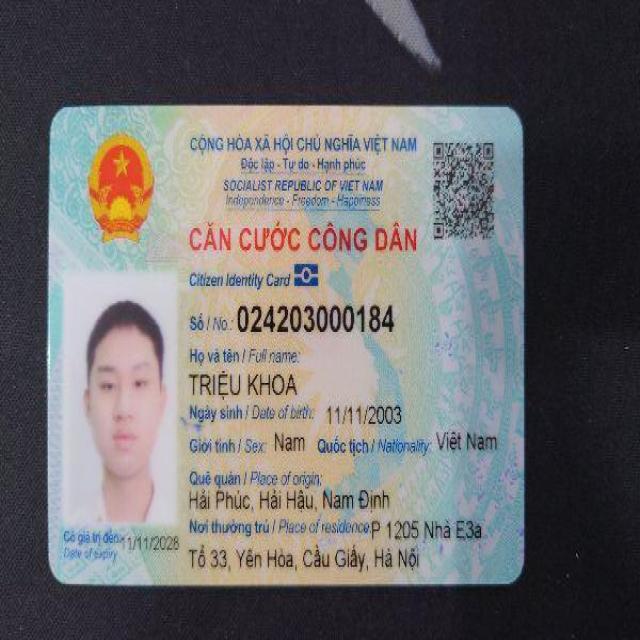 CỘNG HÒA XÃ HỘI CHỦ NGHĨA VIỆT NAM
Độc lập - Tự do - Hạnh phúc
SOCIALIST REPUBLIC OF VIET NAM
Independence - Freedom - Happiness
CĂN CƯỚC CÔNG DÂN
Citizen Identity Card
Số / No.: 024203000184
Họ và tên / Full name:
TRIỆU KHOA
Ngày sinh / Date of birth: 11/11/2003
Giới tính / Sex: Nam Quốc tịch / Nationality: Việt Nam
Quê quán / Place of origin:
Hải Phúc, Hải Hậu, Nam Định
Nơi thường trú / Place of residence: P 1205 Nhà E3a
Tổ 33, Yên Hòa, Cầu Giấy, Hà Nội
Có giá trị đến: 11/11/2028
Date of expiry